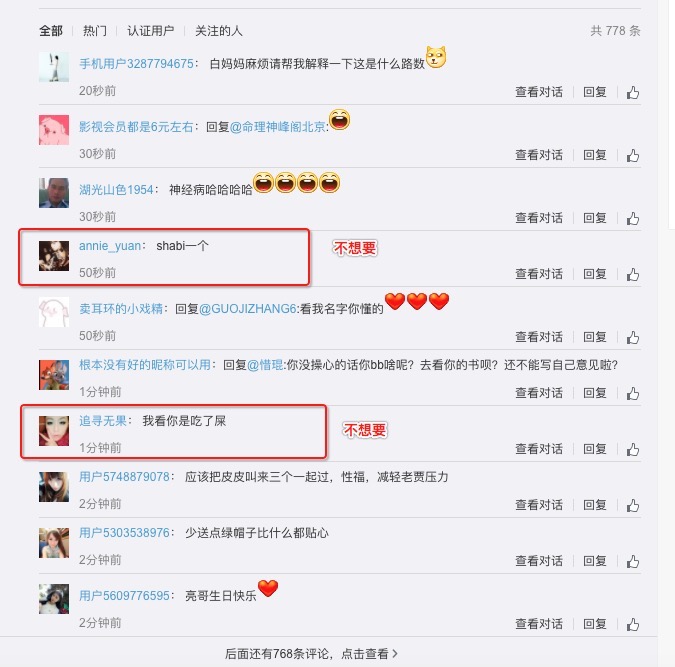 全部 热门 认证用户 关注的人 共 778 条
手机用户3287794675： 白妈妈麻烦请帮我解释一下这是什么路数
20秒前 查看对话 回复
影视会员都是6元左右：回复@命理神峰阁北京:
30秒前 查看对话 回复
湖光山色1954： 神经病哈哈哈哈
30秒前 查看对话 回复
annie_yuan： shabi一个 不想要
50秒前 查看对话 回复
卖耳环的小戏精：回复@GUOJIZHANG6:看我名字你懂的
50秒前 查看对话 回复
根本没有好的昵称可以用：回复@惜琨:你没操心的话你bb啥呢？去看你的书呗？还不能写自己意见啦？
1分钟前 查看对话 回复
追寻无果： 我看你是吃了屎 不想要
1分钟前 查看对话 回复
用户5748879078： 应该把皮皮叫来三个一起过，性福，减轻老贾压力
2分钟前 查看对话 回复
用户5303538976： 少送点绿帽子比什么都贴心
2分钟前 查看对话 回复
用户5609776595： 亮哥生日快乐
2分钟前 查看对话 回复
后面还有768条评论，点击查看>